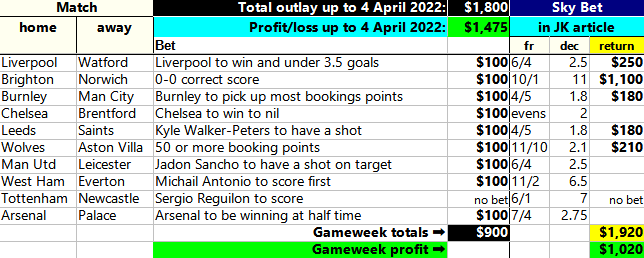 Match Total outlay up to 4 April 2022: $1,800 Sky Bet
home away Profit/loss up to 4 April 2022: $1,475 in JK article
Bet fr dec return
Liverpool Watford Liverpool to win and under 3.5 goals $100 6/4 2.5 $250
Brighton Norwich 0-0 correct score $100 10/1 11 $1,100
Burnley Man City Burnley to pick up most bookings points $100 4/5 1.8 $180
Chelsea Brentford Chelsea to win to nil $100 evens 2
Leeds Saints Kyle Walker-Peters to have a shot $100 4/5 1.8 $180
Wolves Aston Villa 50 or more booking points $100 11/10 2.1 $210
Man Utd Leicester Jadon Sancho to have a shot on target $100 6/4 2.5
West Ham Everton Michail Antonio to score first $100 11/2 6.5
Tottenham Newcastle Sergio Reguilon to score no bet 6/1 7 no bet
Arsenal Palace Arsenal to be winning at half time $100 7/4 2.75
Gameweek totals ➡ $900 $1,920
Gameweek profit ➡ $1,020